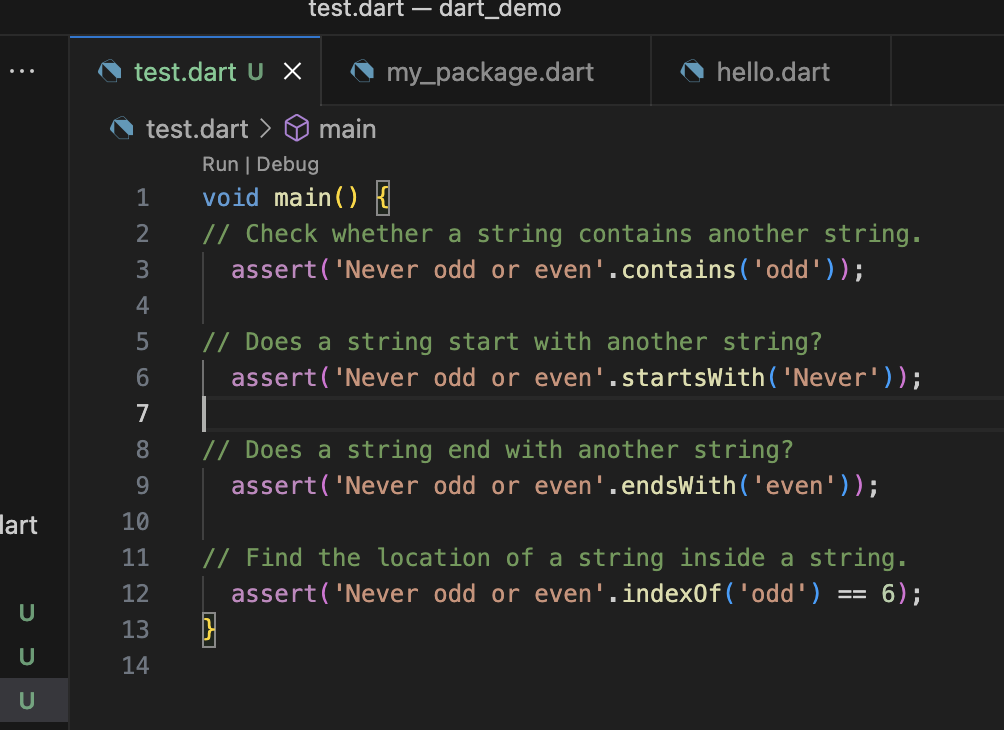 test.dart — dart_demo
... test.dart U × my_package.dart hello.dart
test.dart > main
Run | Debug
1 void main() {
2 // Check whether a string contains another string.
3 assert('Never odd or even'.contains('odd'));
4
5 // Does a string start with another string?
6 assert('Never odd or even'.startsWith('Never'));
7
8 // Does a string end with another string?
9 assert('Never odd or even'.endsWith('even'));
10
11 // Find the location of a string inside a string.
12 assert('Never odd or even'.indexOf('odd') == 6);
13 }
14
dart
U
U
U